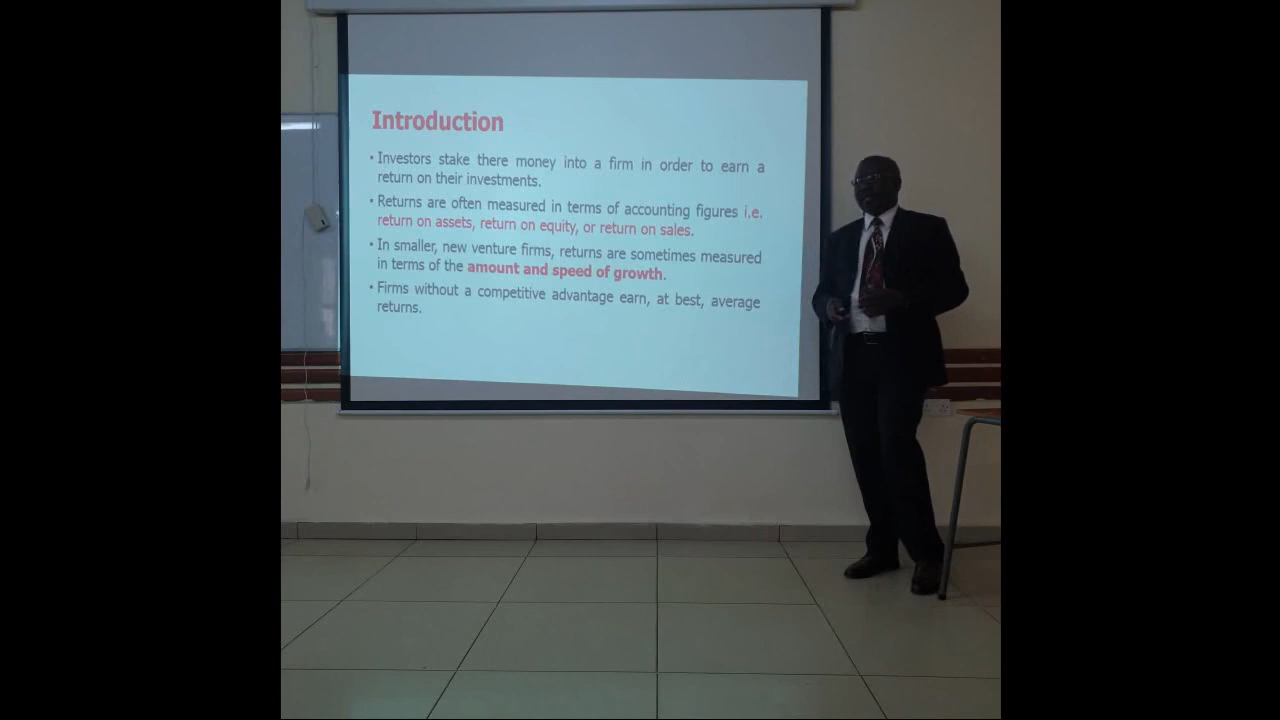 Introduction
• Investors stake there money into a firm in order to earn a
return on their investments.
• Returns are often measured in terms of accounting figures i.e.
return on assets, return on equity, or return on sales.
• In smaller, new venture firms, returns are sometimes measured
in terms of the amount and speed of growth.
• Firms without a competitive advantage earn, at best, average
returns.